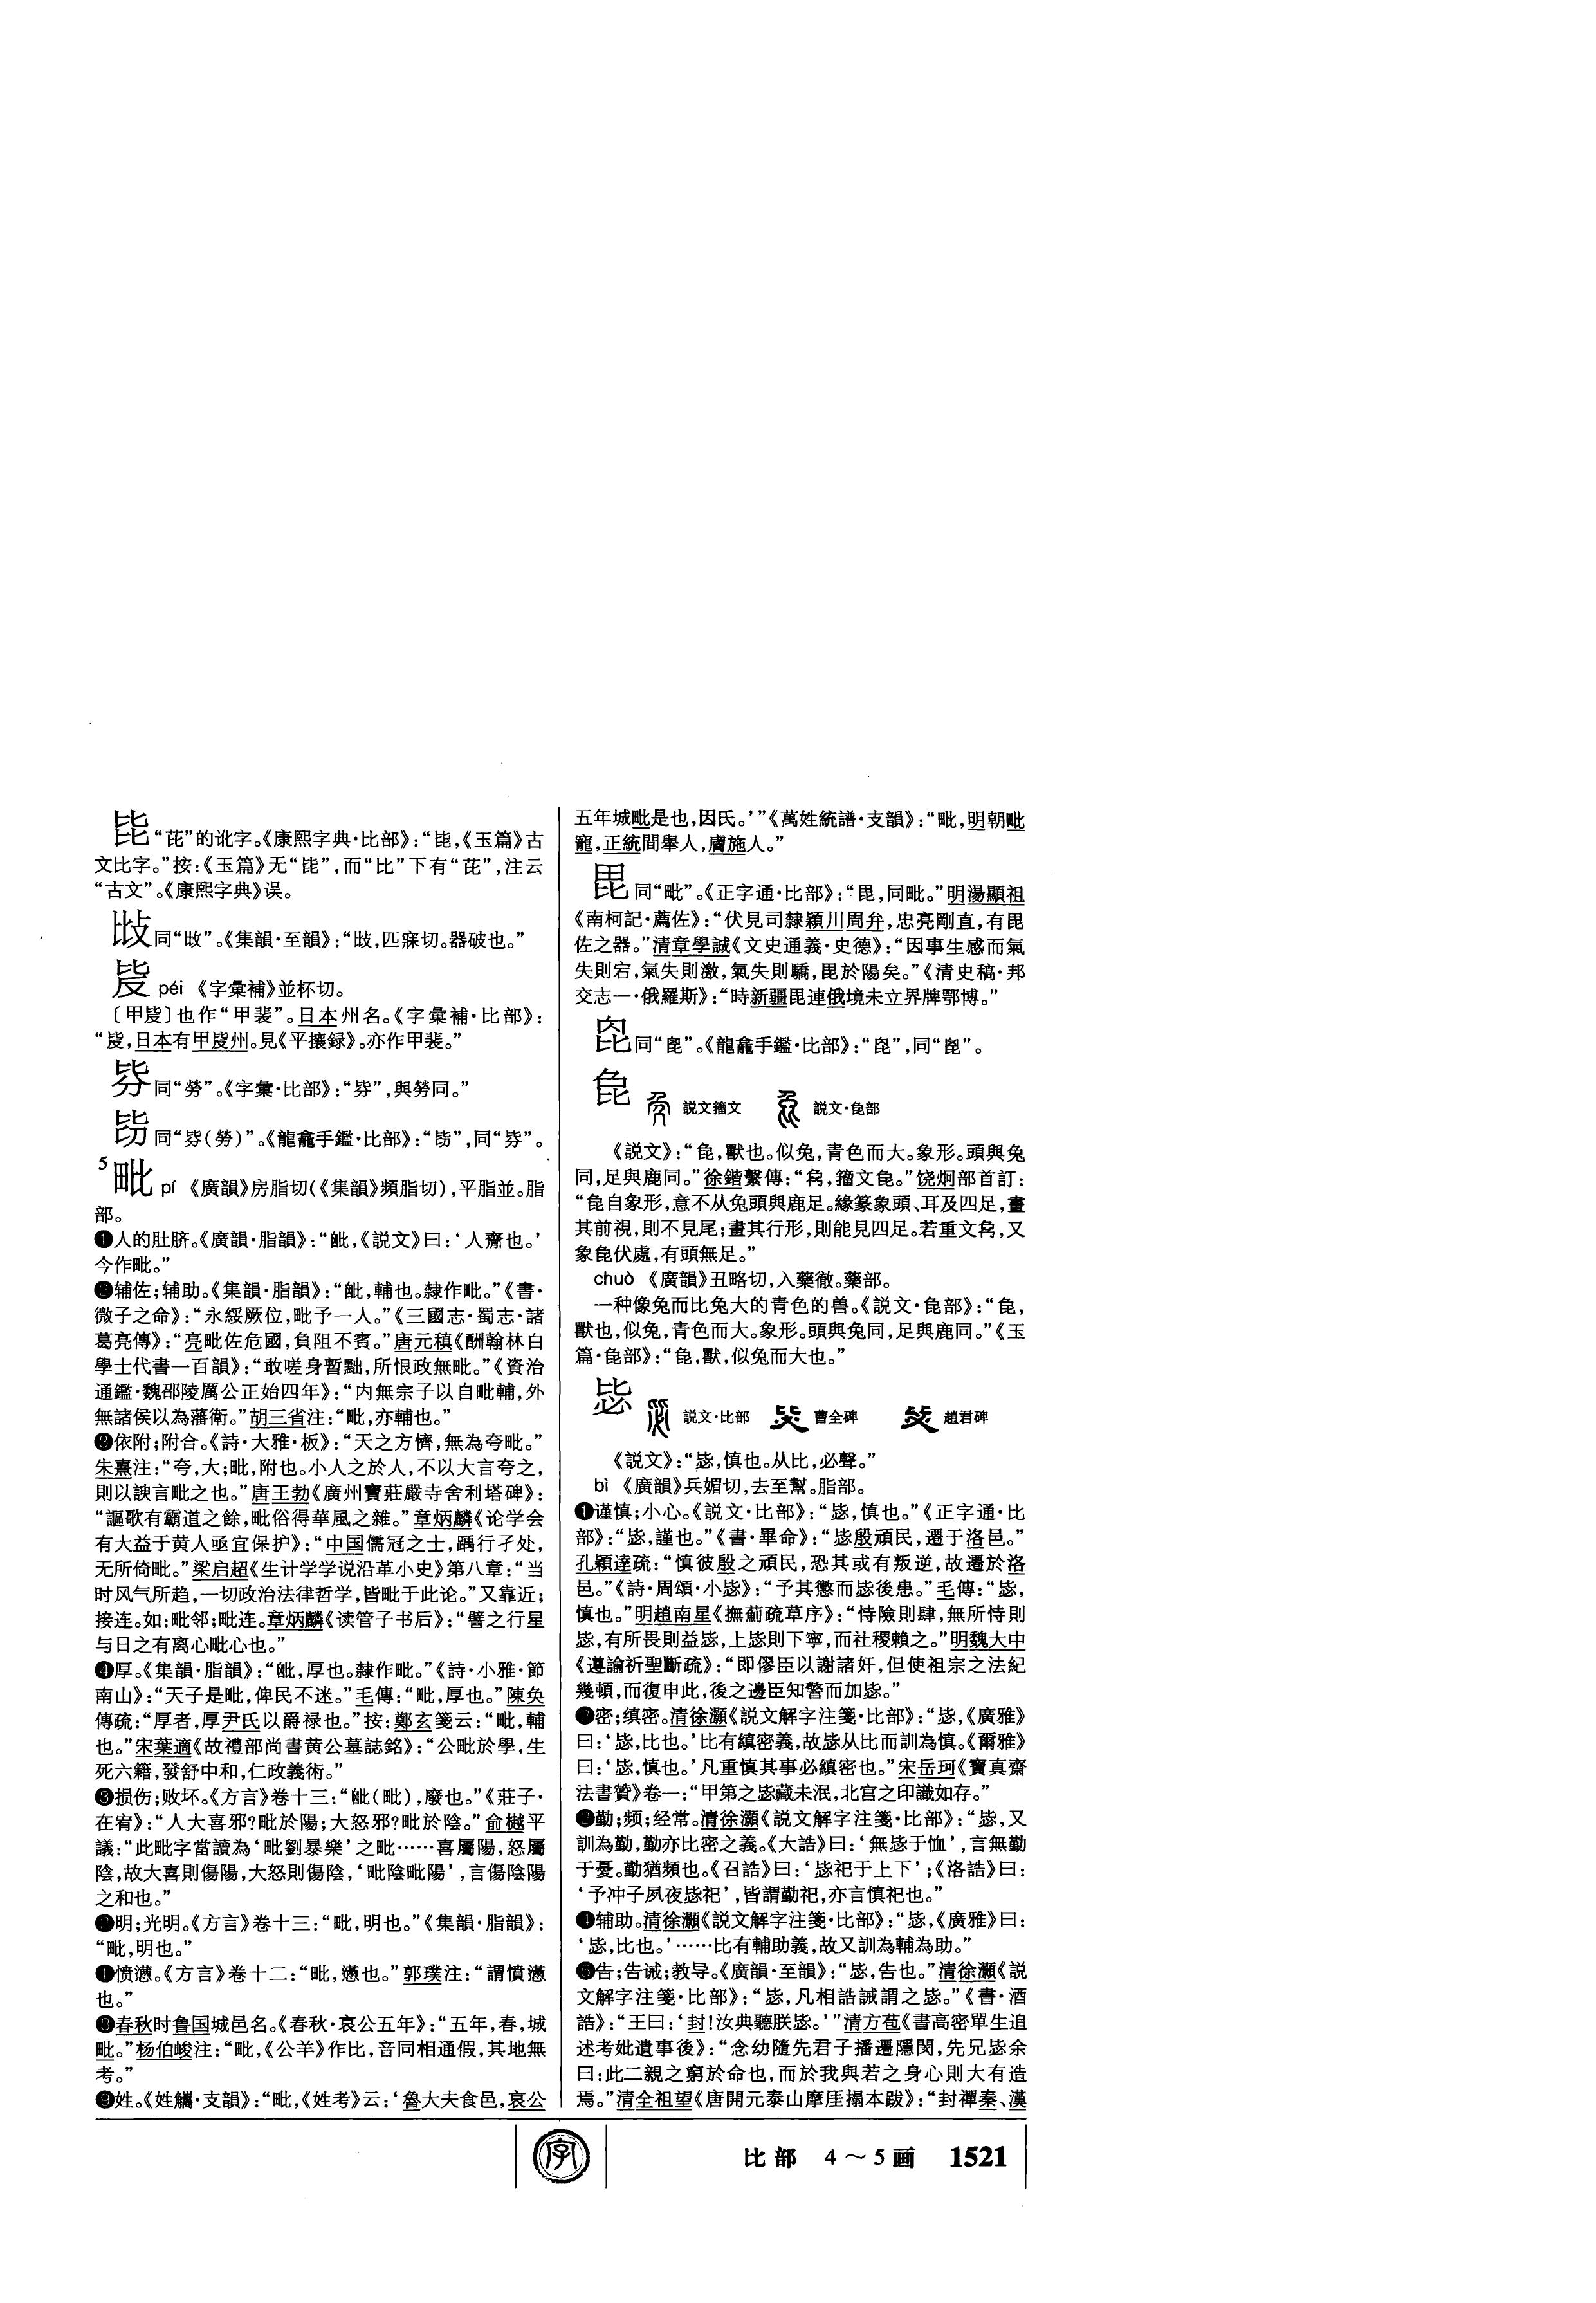 “芘”的讹字。《康熙字典·比部》:“㫘,《玉篇》古
文比字。”按:《玉篇》无“”,而“比”下有“芘”,注云
“古文”。《康熙字典》误。
同“㩺”。《集韻·至韻》:“,匹寐切。器破也。”
péi 《字彙補》並杯切。
〔甲〕也作“甲裴”。日本州名。《字彙補·比部》:
“,日本有甲州。見《平攘録》。亦作甲裴。”
同“勞”。《字彙·比部》:“”,與勞同。”
同“(勞)”。《龍龕手鑑·比部》:“”,同“”。
5
毗 pí 《廣韻》房脂切(《集韻》頻脂切),平脂並。脂
部。
❶人的肚脐。《廣韻·脂韻》:“𣬈,《説文》曰:‘人齎也。’
今作毗。”
❷辅佐;辅助。《集韻·脂韻》:“𣬈,輔也。隸作毗。”《書·
微子之命》:“永綏厥位,毗予一人。”《三國志·蜀志·諸
葛亮傳》:“亮毗佐危國,負阻不賓。”唐元稹《酬翰林白
學士代書一百韻》:“敢嗟身暫黜,所恨政無毗。”《資治
通鑑·魏邵陵厲公正始四年》:“内無宗子以自毗輔,外
無諸侯以為藩衛。”胡三省注:“毗,亦輔也。”
❸依附;附合。《詩·大雅·板》:“天之方懠,無為夸毗。”
朱熹注:“夸,大;毗,附也。小人之於人,不以大言夸之,
則以諛言毗之也。”唐王勃《廣州寶莊嚴寺舍利塔碑》:
“謳歌有霸道之餘,毗俗得華風之雜。”章炳麟《论学会
有大益于黄人亟宜保护》:“中国儒冠之士,踽行孑处,
无所倚毗。”梁启超《生计学学说沿革小史》第八章:“当
时风气所趋,一切政治法律哲学,皆毗于此论。”又靠近;
接连。如:毗邻;毗连。章炳麟《读管子书后》:“譬之行星
与日之有离心毗心也。”
❹厚。《集韻·脂韻》:“𣬈,厚也。隸作毗。”《詩·小雅·節
南山》:“天子是毗,俾民不迷。”毛傳:“毗,厚也。”陳奂
傳疏:“厚者,厚尹氏以爵禄也。”按:鄭玄箋云:“毗,輔
也。”宋葉適《故禮部尚書黄公墓誌銘》:“公毗於學,生
死六籍,發舒中和,仁政義術。”
❸损伤;败坏。《方言》卷十三:“𣬈(毗),廢也。”《莊子·
在宥》:“人大喜邪?毗於陽;大怒邪?毗於陰。”俞樾平
議:“此毗字當讀為‘毗劉暴樂’之毗……喜屬陽,怒屬
陰,故大喜則傷陽,大怒則傷陰,‘毗陰毗陽’,言傷陰陽
之和也。”
❷明;光明。《方言》卷十三:“毗,明也。”《集韻·脂韻》:
“毗,明也。”
❶愤懑。《方言》卷十二:“毗,懣也。”郭璞注:“謂憤懣
也。”
❸春秋时鲁国城邑名。《春秋·哀公五年》:“五年,春,城
毗。”杨伯峻注:“毗,《公羊》作比,音同相通假,其地無
考。”
❾姓。《姓觿·支韻》:“毗,《姓考》云:‘魯大夫食邑,哀公
五年城毗是也,因氏。’”《萬姓統譜·支韻》:“毗,明朝毗
寵,正統間舉人,膚施人。”
毘 同“毗”。《正字通·比部》:“毘,同毗。”明湯顯祖
《南柯記·薦佐》:“伏見司隸潁川周弁,忠亮剛直,有毘
佐之器。”清章學誠《文史通義·史德》:“因事生感而氣
失則宕,氣失則激,氣失則驕,毘於陽矣。”《清史稿·邦
交志一·俄羅斯》:“時新疆毘連俄境未立界牌鄂博。”
同“㲋”。《龍龕手鑑·比部》:“”,同“㲋”。
㲋 説文籀文 説文·㲋部
《説文》:“㲋,獸也。似兔,青色而大。象形。頭與兔
同,足與鹿同。”徐鍇繫傳:“,籀文㲋。”饶炯部首訂:
“㲋自象形,意不从兔頭與鹿足。緣篆象頭、耳及四足,畫
其前視,則不見尾;畫其行形,則能見四足。若重文,又
象㲋伏處,有頭無足。”
chuò 《廣韻》丑略切,入藥徹。藥部。
一种像兔而比兔大的青色的兽。《説文·㲋部》:“㲋,
獸也,似兔,青色而大。象形。頭與兔同,足與鹿同。”《玉
篇·㲋部》:“㲋,獸,似兔而大也。”
毖 説文·比部 曹全碑 趙君碑
《説文》:“毖,慎也。从比,必聲。”
bì 《廣韻》兵媚切,去至幫。脂部。
❶谨慎;小心。《説文·比部》:“毖,慎也。”《正字通·比
部》:“毖,謹也。”《書·畢命》:“毖殷頑民,遷于洛邑。”
孔穎達疏:“慎彼殷之頑民,恐其或有叛逆,故遷於洛
邑。”《詩·周頌·小毖》:“予其懲而毖後患。”毛傳:“毖,
慎也。”明趙南星《撫薊疏草序》:“恃險則肆,無所恃則
毖,有所畏則益毖,上毖則下寧,而社稷賴之。”明魏大中
《遵諭祈聖斷疏》:“即僇臣以謝諸奸,但使祖宗之法紀
幾頓,而復申此,後之邊臣知警而加毖。”
❷密;缜密。清徐灝《説文解字注箋·比部》:“毖,《廣雅》
曰:‘毖,比也。’比有縝密義,故毖从比而訓為慎。《爾雅》
曰:‘毖,慎也。’凡重慎其事必縝密也。”宋岳珂《寶真齋
法書贊》卷一:“甲第之毖藏未泯,北宫之印識如存。”
❷勤;频;经常。清徐灝《説文解字注箋·比部》:“毖,又
訓為勤,勤亦比密之義。《大誥》曰:‘無毖于恤’,言無勤
于憂。勤猶頻也。《召誥》曰:‘毖祀于上下’;《洛誥》曰:
‘予冲子夙夜毖祀’,皆謂勤祀,亦言慎祀也。”
❹辅助。清徐灝《説文解字注箋·比部》:“毖,《廣雅》曰:
‘毖,比也。’……比有輔助義,故又訓為輔為助。”
❺告;告诫;教导。《廣韻·至韻》:“毖,告也。”清徐灝《説
文解字注箋·比部》:“毖,凡相誥誡謂之毖。”《書·酒
誥》:“王曰:‘封!汝典聽朕毖。’”清方苞《書高密單生追
述考妣遺事後》:“念幼隨先君子播遷隱閔,先兄毖余
曰:此二親之窮於命也,而於我與若之身心則大有造
焉。”清全祖望《唐開元泰山摩厓搨本跋》:“封禪秦、漢
字
比部 4～5画 1521